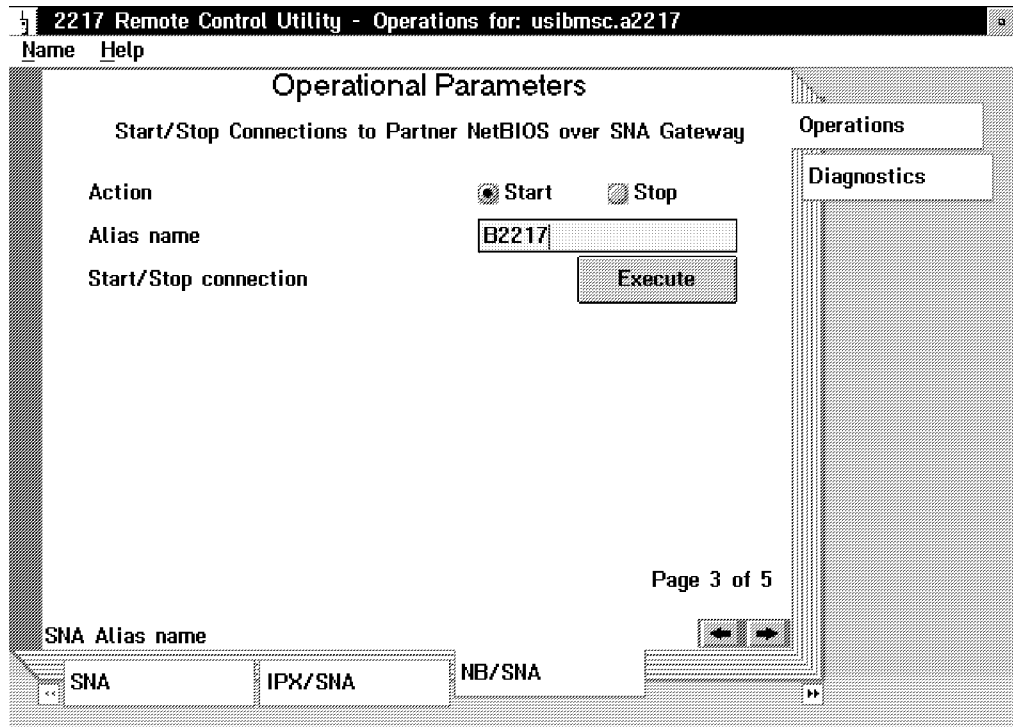 2217 Remote Control Utility - Operations for: usibmsc.a2217
Name Help
Operational Parameters
Start/Stop Connections to Partner NetBIOS over SNA Gateway
Operations
Diagnostics
Action Start Stop
Alias name B2217
Start/Stop connection Execute
Page 3 of 5
SNA Alias name
SNA IPX/SNA NB/SNA